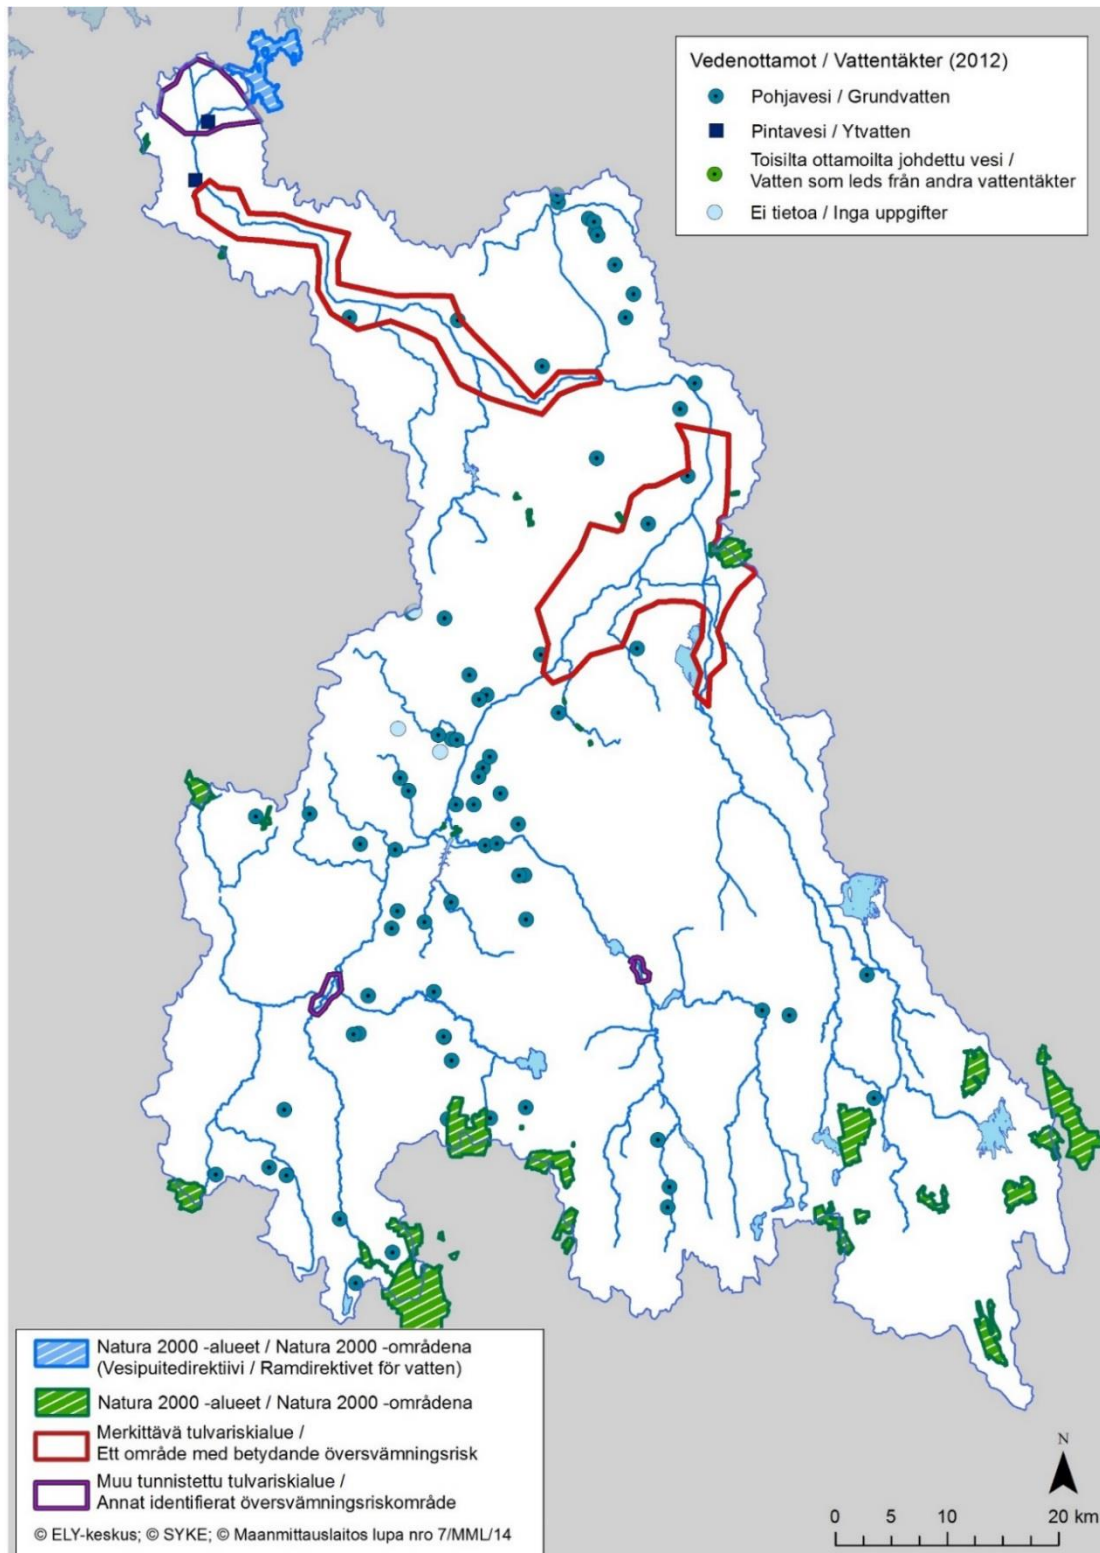 Vedenottamot / Vattentäkter (2012)
Pohjavesi / Grundvatten
Pintavesi / Ytvatten
Toisilta ottamoilta johdettu vesi /
Vatten som leds från andra vattentäkter
Ei tietoa / Inga uppgifter
Natura 2000 -alueet / Natura 2000 -områdena
(Vesipuitedirektiivi / Ramdirektivet för vatten)
Natura 2000 -alueet / Natura 2000 -områdena
Merkittävä tulvariskialue /
Ett område med betydande översvämningsrisk
Muu tunnistettu tulvariskialue /
Annat identifierat översvämningsriskområde
© ELY-keskus; © SYKE; © Maanmittauslaitos lupa nro 7/MML/14
N
0 5 10 20 km